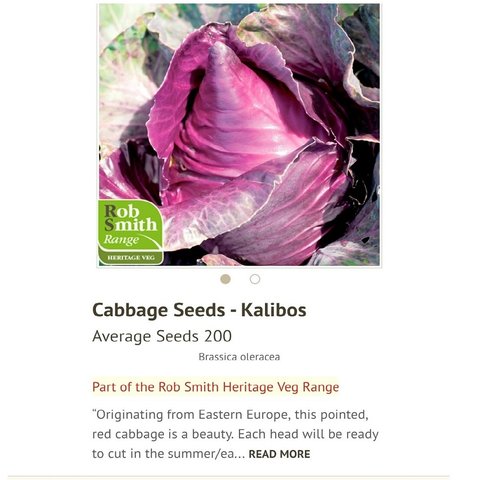 Rob
Smith
Range
HERITAGE VEG
Cabbage Seeds - Kalibos
Average Seeds 200
Brassica oleracea
Part of the Rob Smith Heritage Veg Range
“Originating from Eastern Europe, this pointed,
red cabbage is a beauty. Each head will be ready
to cut in the summer/ea... READ MORE